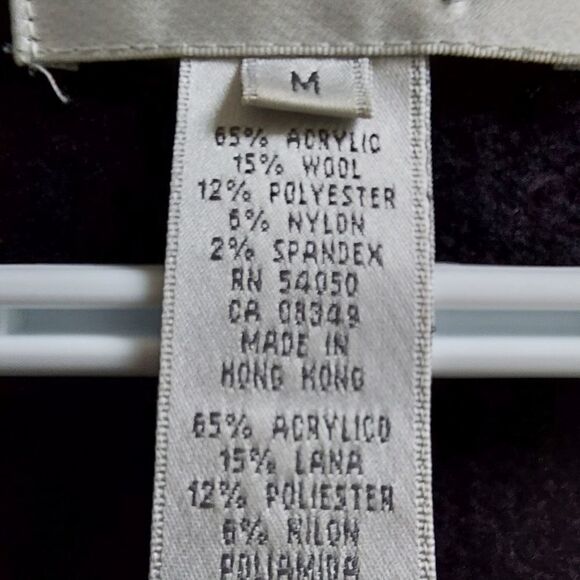 M
65% ACRYLIC
15% WOOL
12% POLYESTER
6% NYLON
2% SPANDEX
RN 54050
CA 08349
MADE IN
HONG KONG
65% ACRYLICO
15% LANA
12% POLIESTER
6% NILON
POLIAMIDA